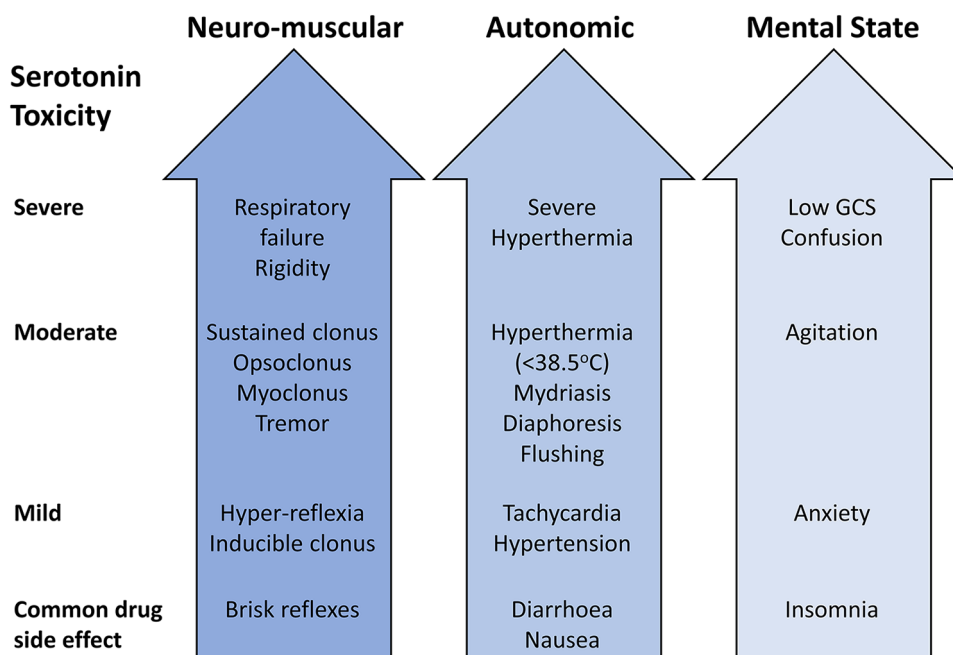 Neuro-muscular
Autonomic
Mental State
Serotonin
Toxicity
Severe
Respiratory
failure
Rigidity
Severe
Hyperthermia
Low GCS
Confusion
Moderate
Sustained clonus
Opsoclonus
Myoclonus
Tremor
Hyperthermia
(<38.5ºC)
Mydriasis
Diaphoresis
Flushing
Agitation
Mild
Hyper-reflexia
Inducible clonus
Tachycardia
Hypertension
Anxiety
Common drug
side effect
Brisk reflexes
Diarrhoea
Nausea
Insomnia